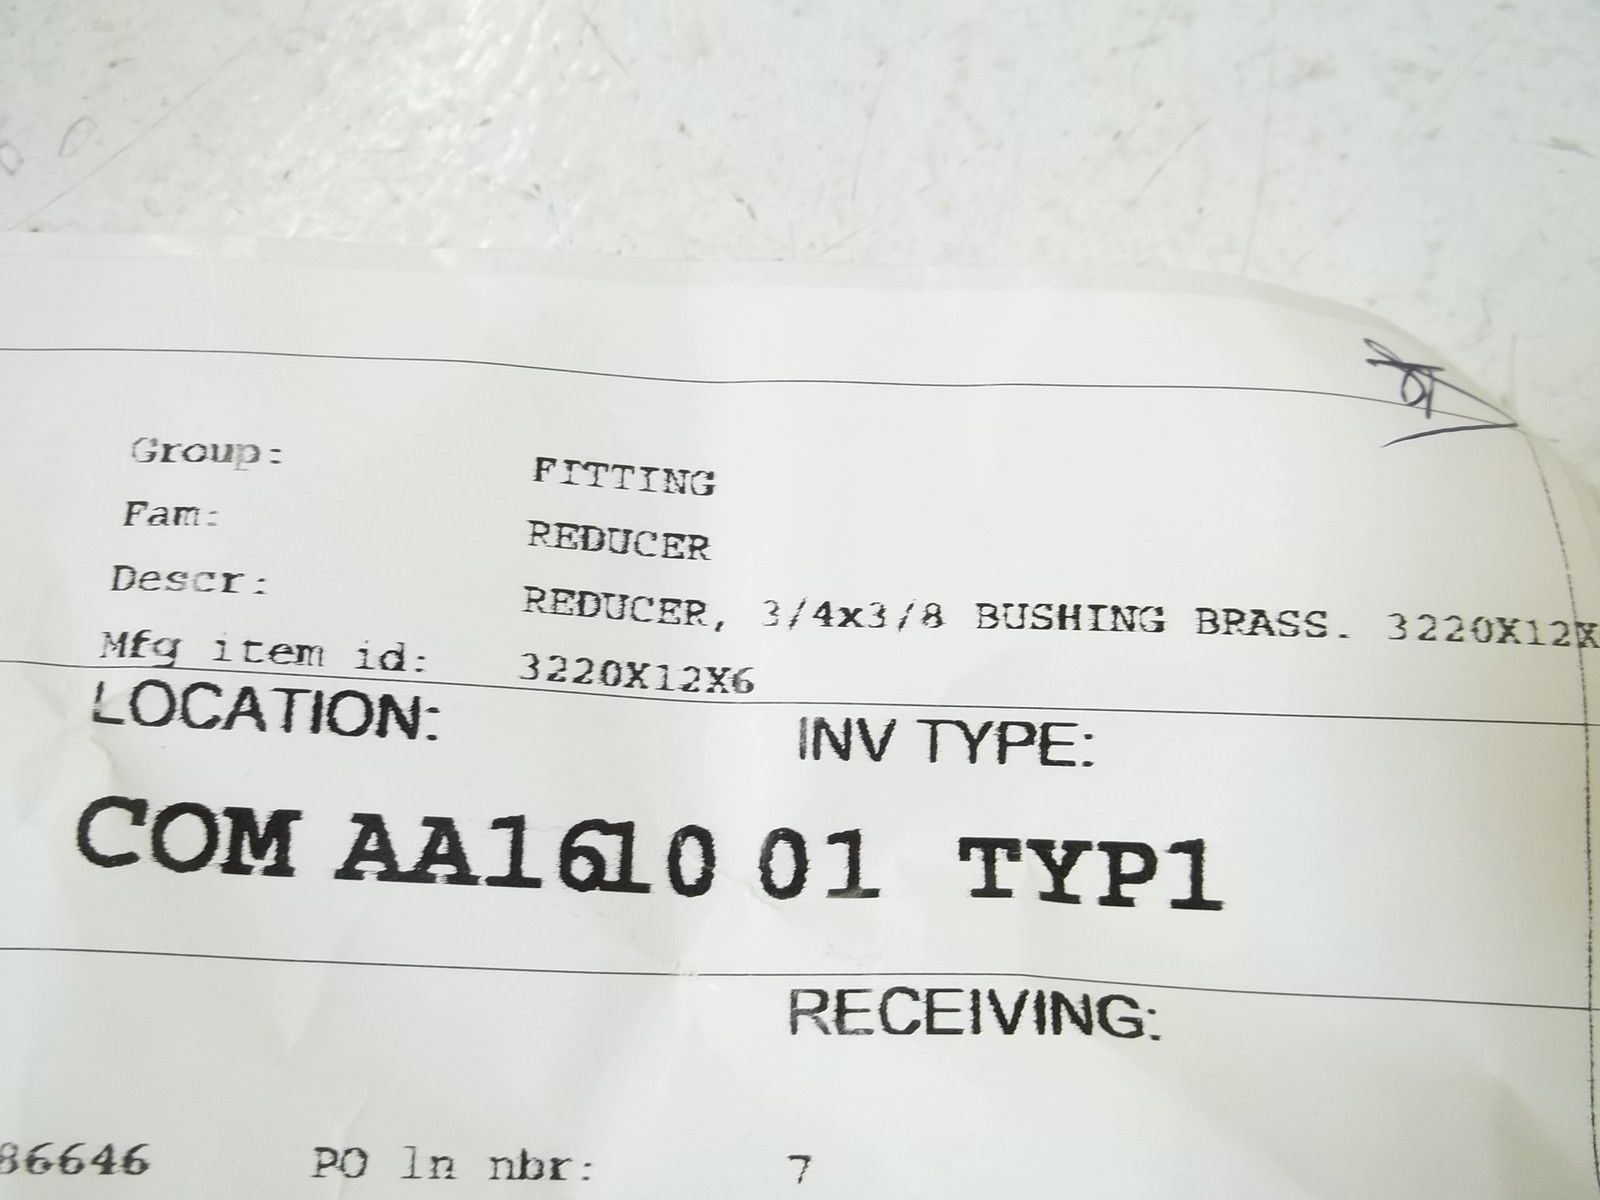 Group: FITTING
Fam: REDUCER
Descr: REDUCER, 3/4x3/8 BUSHING BRASS. 3220X12X
Mfg item id: 3220X12X6
LOCATION: INV TYPE:
COM AA1610 01 TYP1
RECEIVING:
86646 PO ln nbr: 7